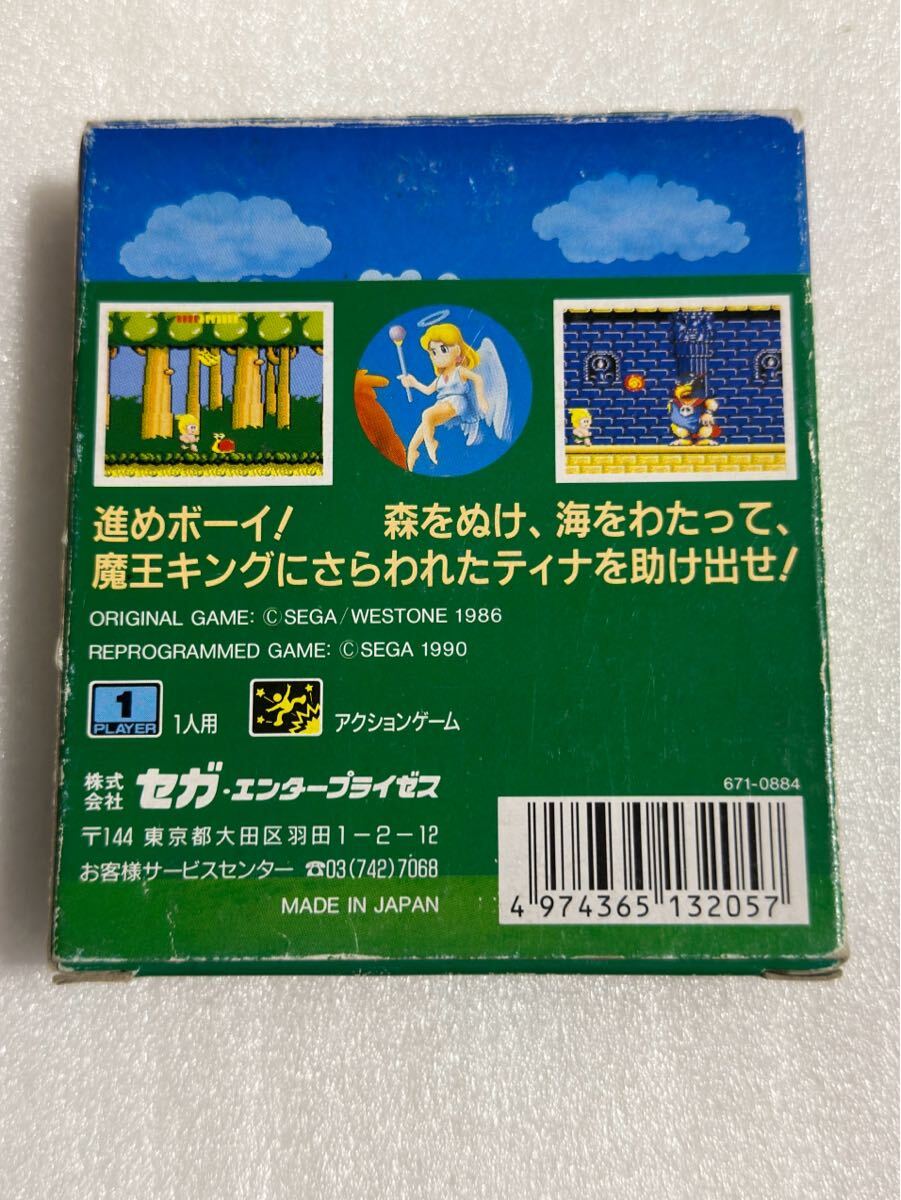 進めボーイ! 森をぬけ、海をわたって、
魔王キングにさらわれたティナを助け出せ!
ORIGINAL GAME: ©SEGA/WESTONE 1986
REPROGRAMMED GAME: ©SEGA 1990
1
PLAYER
1人用
アクションゲーム
株式会社 セガ・エンタープライゼス
〒144 東京都大田区羽田1-2-12
お客様サービスセンター ☎03(742)7068
MADE IN JAPAN
671-0884
4 974365 132057